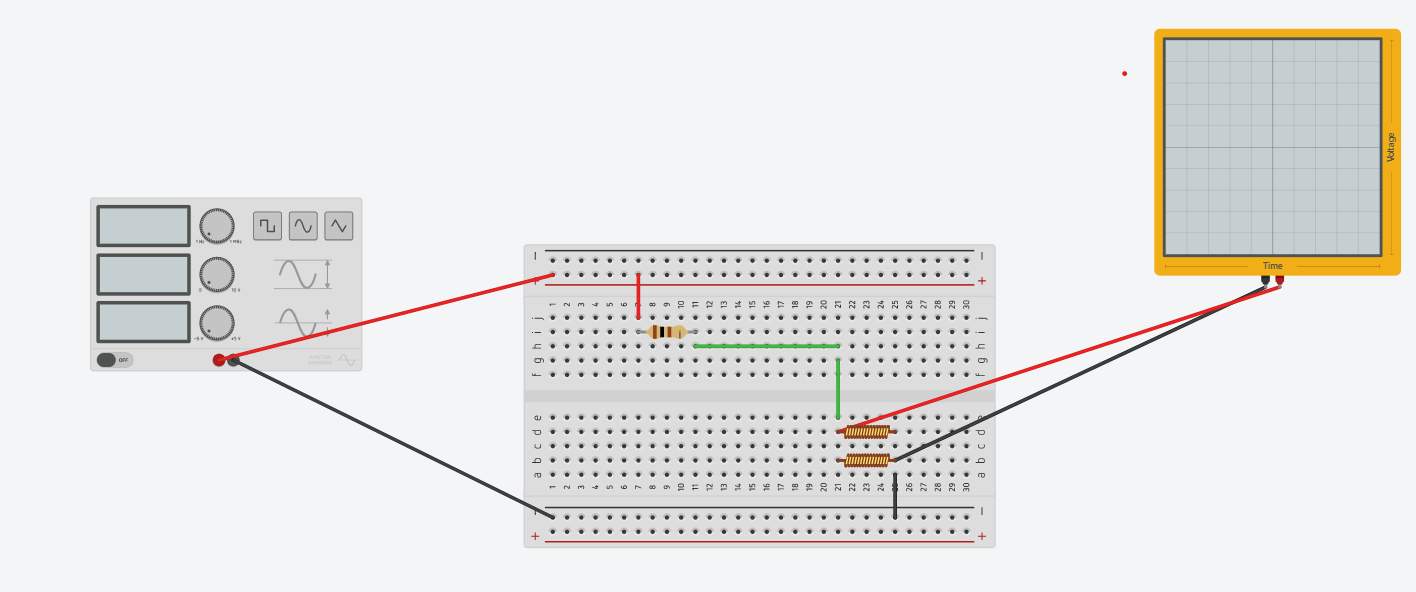 Voltage
Time
1 Hz 1 MHz
0 10 V
-5 V +5 V
OFF
FUNCTION
GENERATOR
— —
+ +
1 2 3 4 5 6 7 8 9 10 11 12 13 14 15 16 17 18 19 20 21 22 23 24 25 26 27 28 29 30
j j
i i
h h
g g
f f
e e
d d
c c
b b
a a
1 2 3 4 5 6 7 8 9 10 11 12 13 14 15 16 17 18 19 20 21 22 23 24 25 26 27 28 29 30
— —
+ +